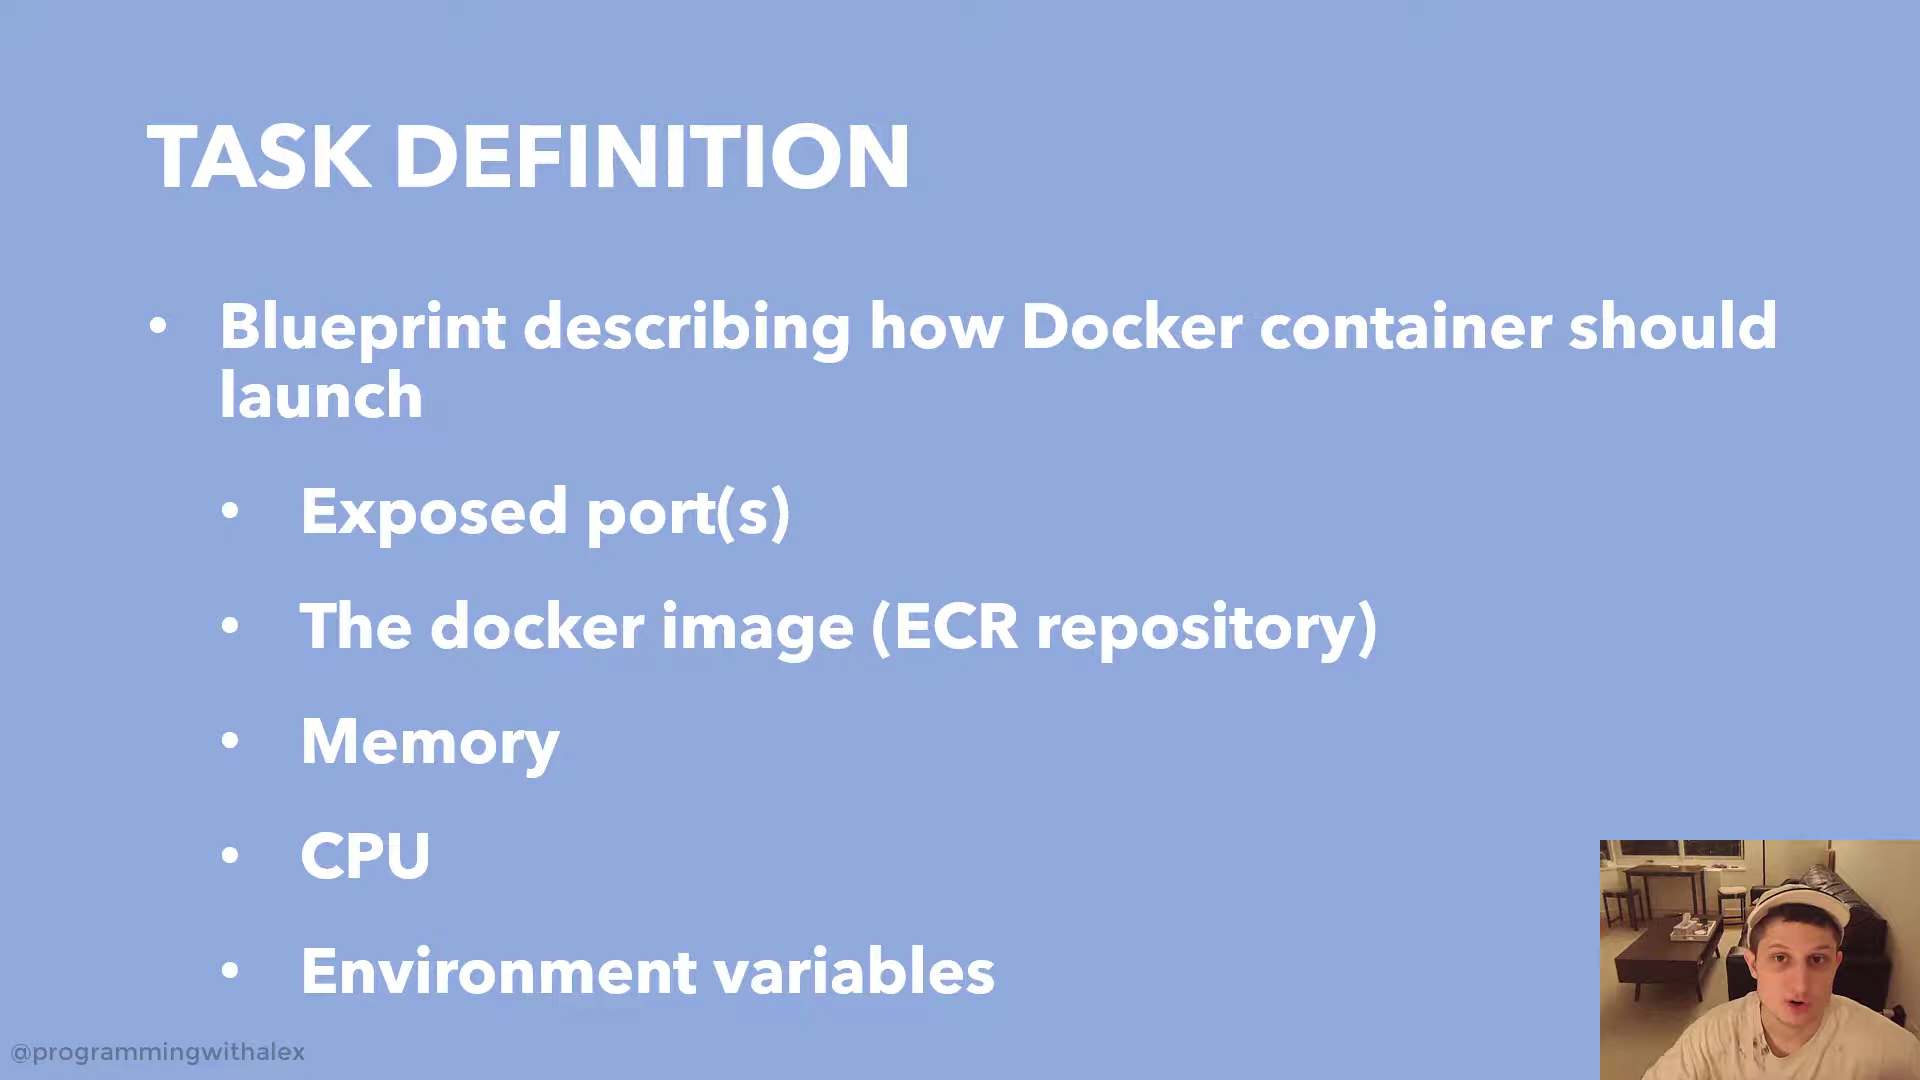 TASK DEFINITION
• Blueprint describing how Docker container should
launch
• Exposed port(s)
• The docker image (ECR repository)
• Memory
• CPU
• Environment variables
@programmingwithalex